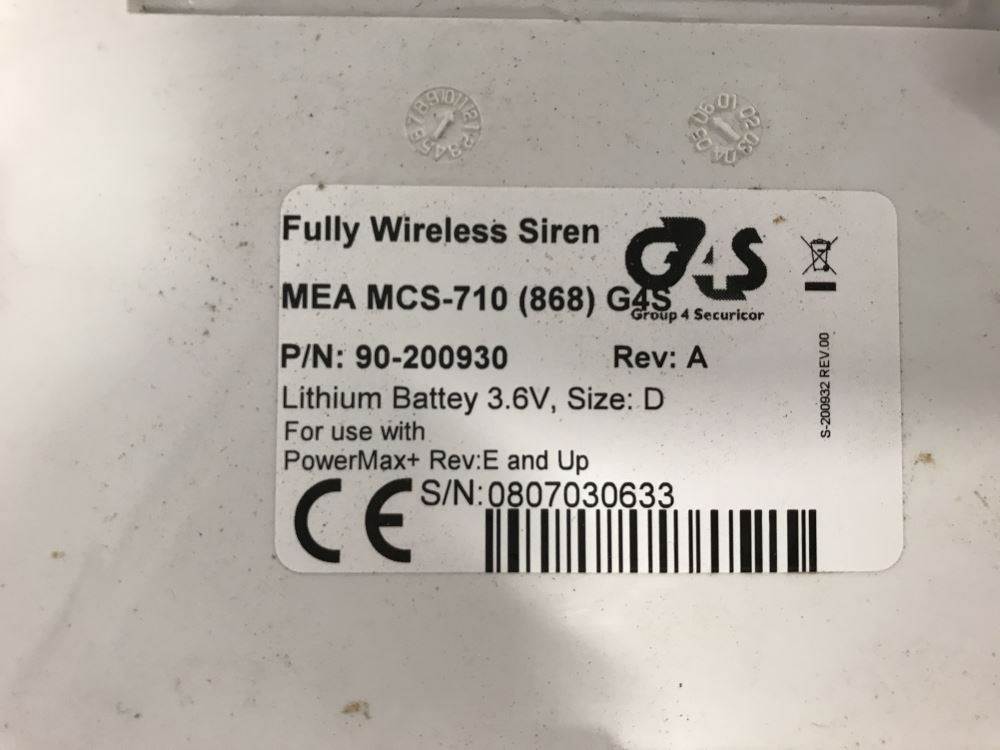 Fully Wireless Siren
G4S
MEA MCS-710 (868) G4S
Group 4 Securicor
P/N: 90-200930 Rev: A
Lithium Battey 3.6V, Size: D
For use with
PowerMax+ Rev:E and Up
CE S/N:0807030633
S-200932 REV.00